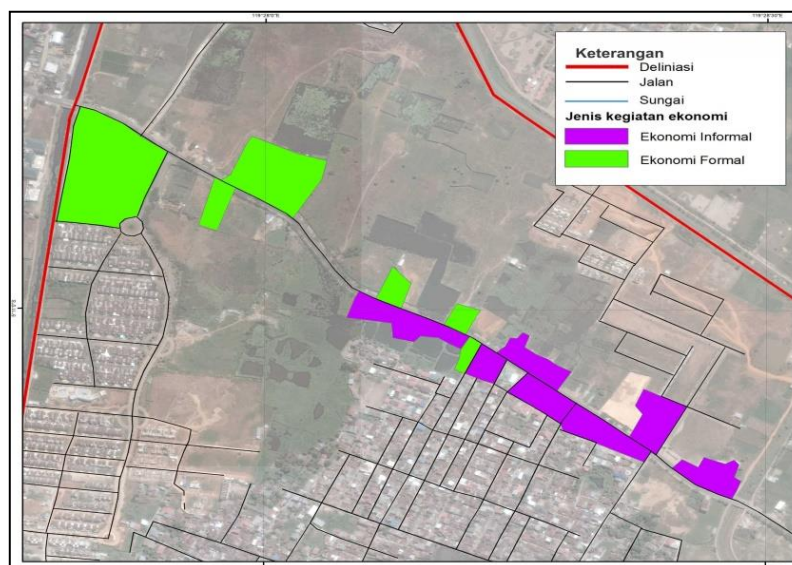 Keterangan
Deliniasi
Jalan
Sungai
Jenis kegiatan ekonomi
Ekonomi Informal
Ekonomi Formal